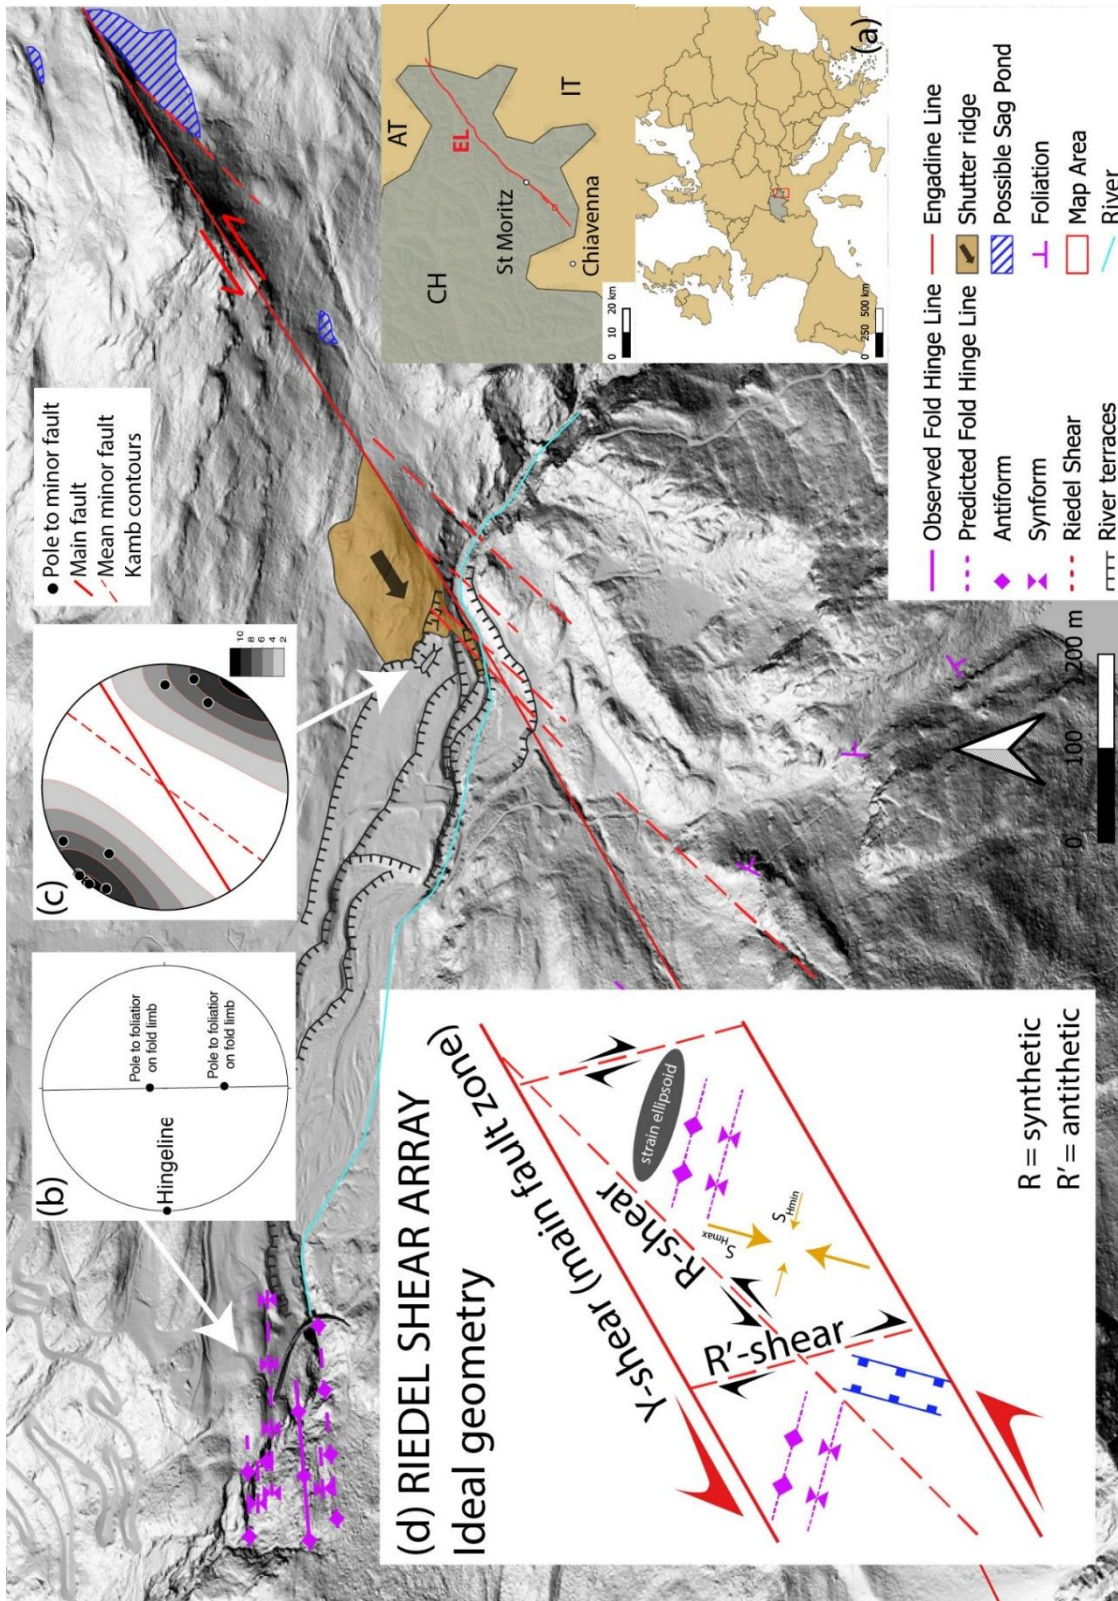 (b)
Hingeline
Pole to foliation
on fold limb
Pole to foliation
on fold limb
(c)
10
8
6
4
2
Pole to minor fault
Main fault
Mean minor fault
Kamb contours
(d) RIEDEL SHEAR ARRAY
Ideal geometry
Y-shear (main fault zone)
R-shear
R'-shear
strain ellipsoid
SHmax
SHmin
R = synthetic
R' = antithetic
0 100 200 m
CH
AT
EL
St Moritz
IT
Chiavenna
0 10 20 km
0 250 500 km
(a)
Observed Fold Hinge Line
Predicted Fold Hinge Line
Antiform
Synform
Riedel Shear
River terraces
Engadine Line
Shutter ridge
Possible Sag Pond
Foliation
Map Area
River